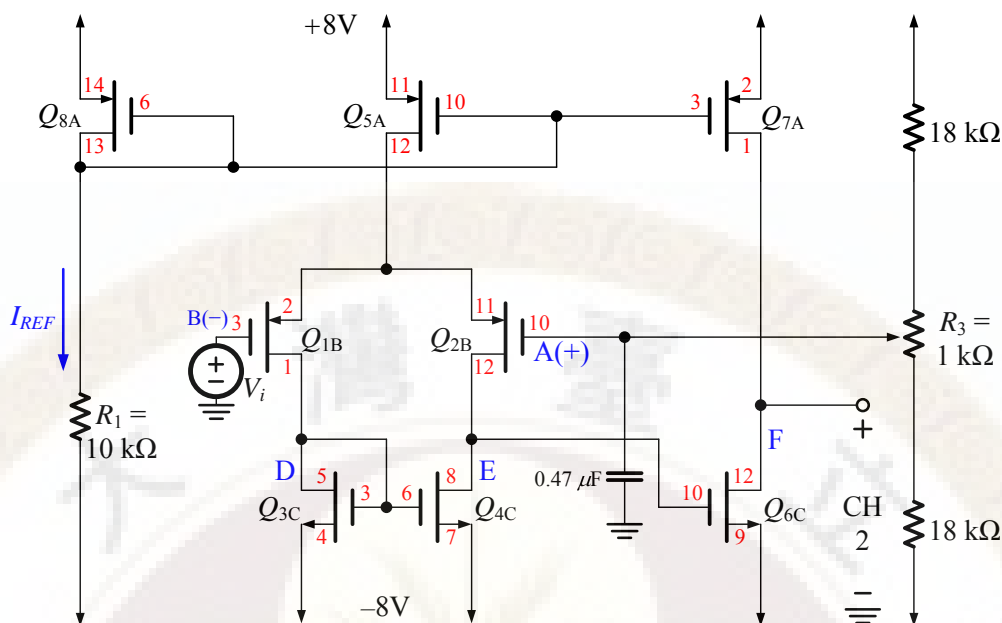 +8V
14
6
Q8A
13
11
10
Q5A
12
2
3
Q7A
1
18 kΩ
IREF
B(−)
3
2
Q1B
1
Vi
11
10
Q2B
A(+)
12
R3 =
1 kΩ
R1 =
10 kΩ
D
5
3
Q3C
4
E
8
6
Q4C
7
0.47 μF
F
+
12
10
Q6C
9
CH
2
−
18 kΩ
–8V